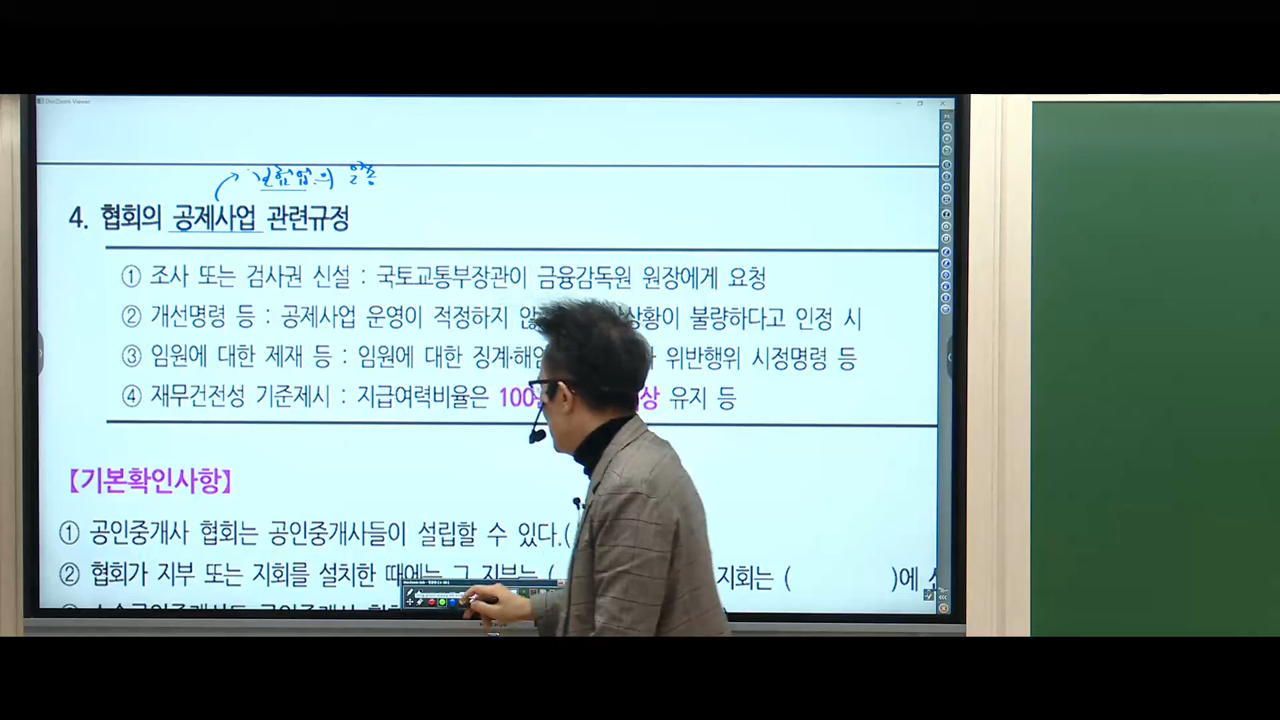 보험업의
4. 협회의 공제사업 관련규정
① 조사 또는 검사권 신설 : 국토교통부장관이 금융감독원 원장에게 요청
② 개선명령 등 : 공제사업 운영이 적정하지 상황이 불량하다고 인정 시
③ 임원에 대한 제재 등 : 임원에 대한 징계·해임 위반행위 시정명령 등
④ 재무건전성 기준제시 : 지급여력비율은 100 유지 등
【기본확인사항】
① 공인중개사 협회는 공인중개사들이 설립할 수 있다.(
② 협회가 지부 또는 지회를 설치한 때에는 그 지부는 ( 지회는 ( )에